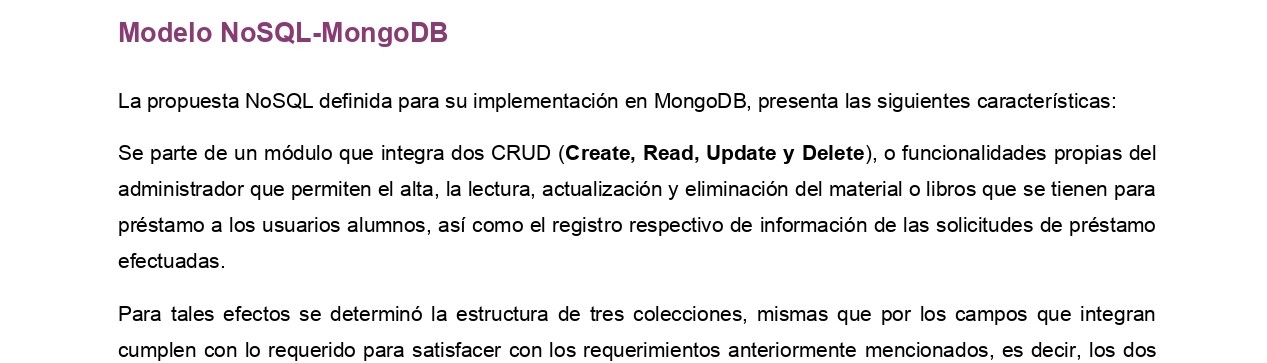 Modelo NoSQL-MongoDB
La propuesta NoSQL definida para su implementación en MongoDB, presenta las siguientes características:
Se parte de un módulo que integra dos CRUD (Create, Read, Update y Delete), o funcionalidades propias del
administrador que permiten el alta, la lectura, actualización y eliminación del material o libros que se tienen para
préstamo a los usuarios alumnos, así como el registro respectivo de información de las solicitudes de préstamo
efectuadas.
Para tales efectos se determinó la estructura de tres colecciones, mismas que por los campos que integran
cumplen con lo requerido para satisfacer con los requerimientos anteriormente mencionados, es decir, los dos